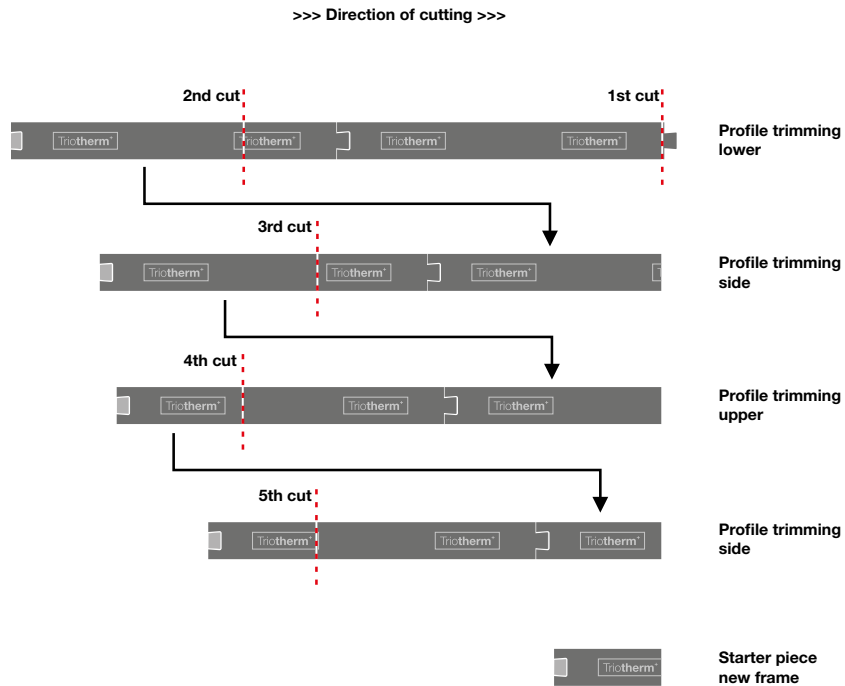 >>> Direction of cutting >>>
2nd cut
1st cut
Triotherm+
Triotherm+
Triotherm+
Triotherm+
Profile trimming
lower
3rd cut
Triotherm+
Triotherm+
Triotherm+
Tr
Profile trimming
side
4th cut
Triotherm+
Triotherm+
Triotherm+
Profile trimming
upper
5th cut
Triotherm+
Triotherm+
Triotherm+
Profile trimming
side
Triotherm+
Starter piece
new frame